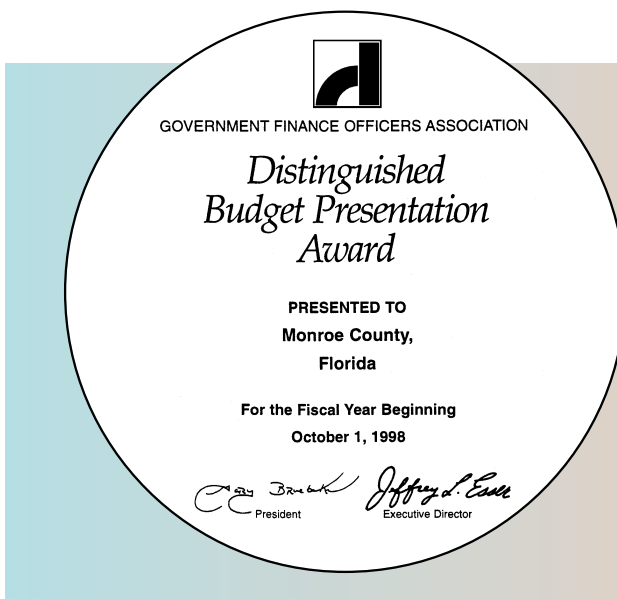 GOVERNMENT FINANCE OFFICERS ASSOCIATION
Distinguished
Budget Presentation
Award
PRESENTED TO
Monroe County,
Florida
For the Fiscal Year Beginning
October 1, 1998
Jeffrey L. Esser
President
Executive Director